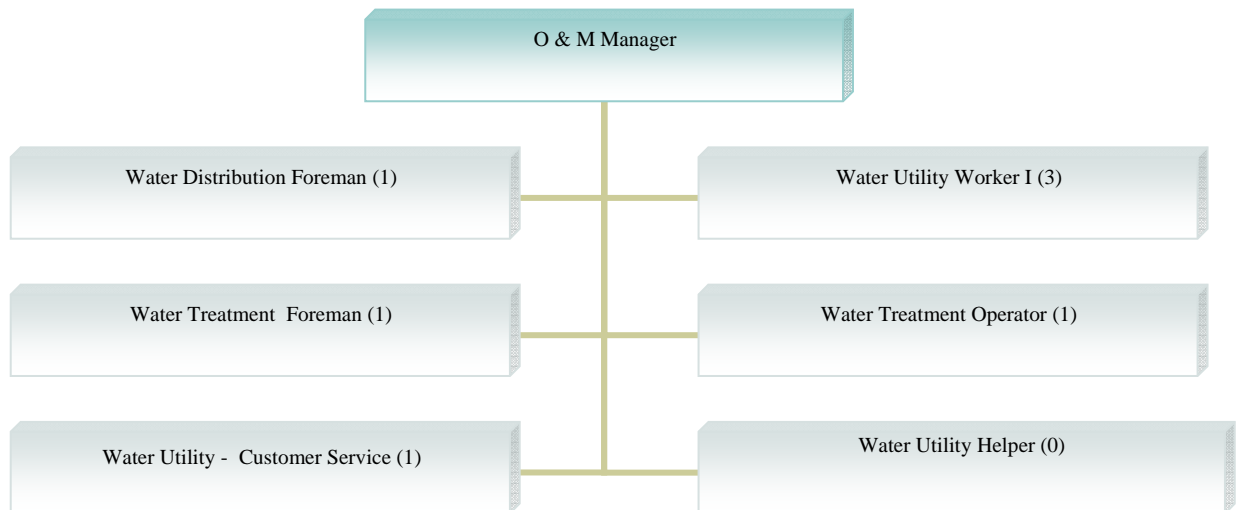 O & M Manager
Water Distribution Foreman (1)
Water Utility Worker I (3)
Water Treatment Foreman (1)
Water Treatment Operator (1)
Water Utility - Customer Service (1)
Water Utility Helper (0)